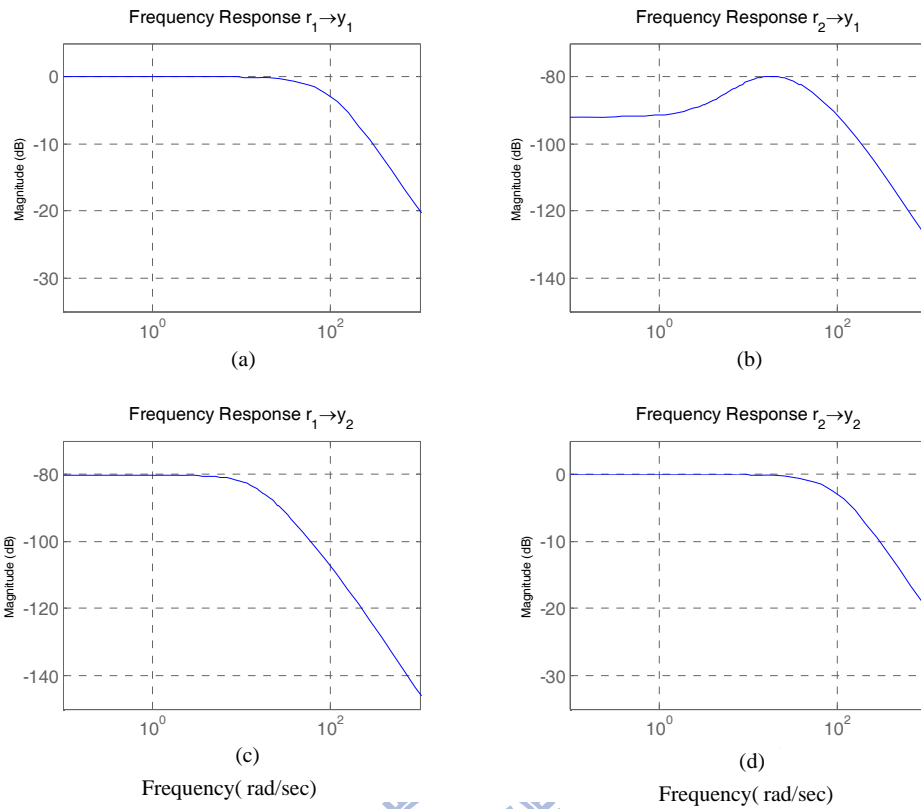 Frequency Response r1→y1
Magnitude (dB)
0
-10
-20
-30
10^0
10^2
(a)
Frequency Response r2→y1
Magnitude (dB)
-80
-100
-120
-140
10^0
10^2
(b)
Frequency Response r1→y2
Magnitude (dB)
-80
-100
-120
-140
10^0
10^2
(c)
Frequency( rad/sec)
Frequency Response r2→y2
Magnitude (dB)
0
-10
-20
-30
10^0
10^2
(d)
Frequency( rad/sec)